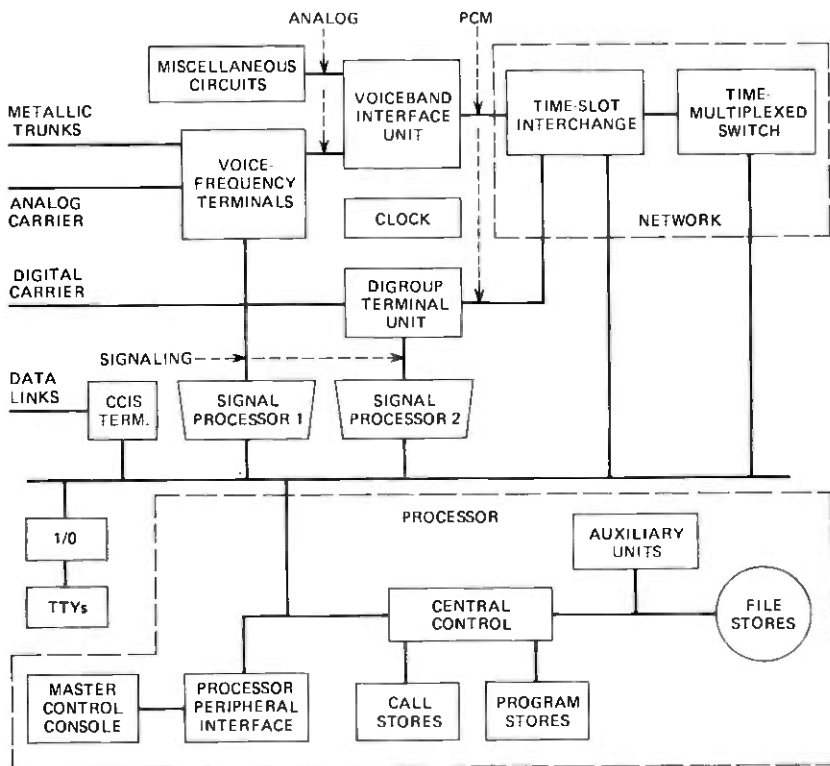 ANALOG
PCM
MISCELLANEOUS
CIRCUITS
VOICEBAND
INTERFACE
UNIT
TIME-SLOT
INTERCHANGE
TIME-
MULTIPLEXED
SWITCH
METALLIC
TRUNKS
VOICE-
FREQUENCY
TERMINALS
ANALOG
CARRIER
CLOCK
NETWORK
DIGITAL
CARRIER
DIGROUP
TERMINAL
UNIT
SIGNALING
DATA
LINKS
CCIS
TERM.
SIGNAL
PROCESSOR 1
SIGNAL
PROCESSOR 2
PROCESSOR
1/0
AUXILIARY
UNITS
TTYs
CENTRAL
CONTROL
FILE
STORES
MASTER
CONTROL
CONSOLE
PROCESSOR
PERIPHERAL
INTERFACE
CALL
STORES
PROGRAM
STORES